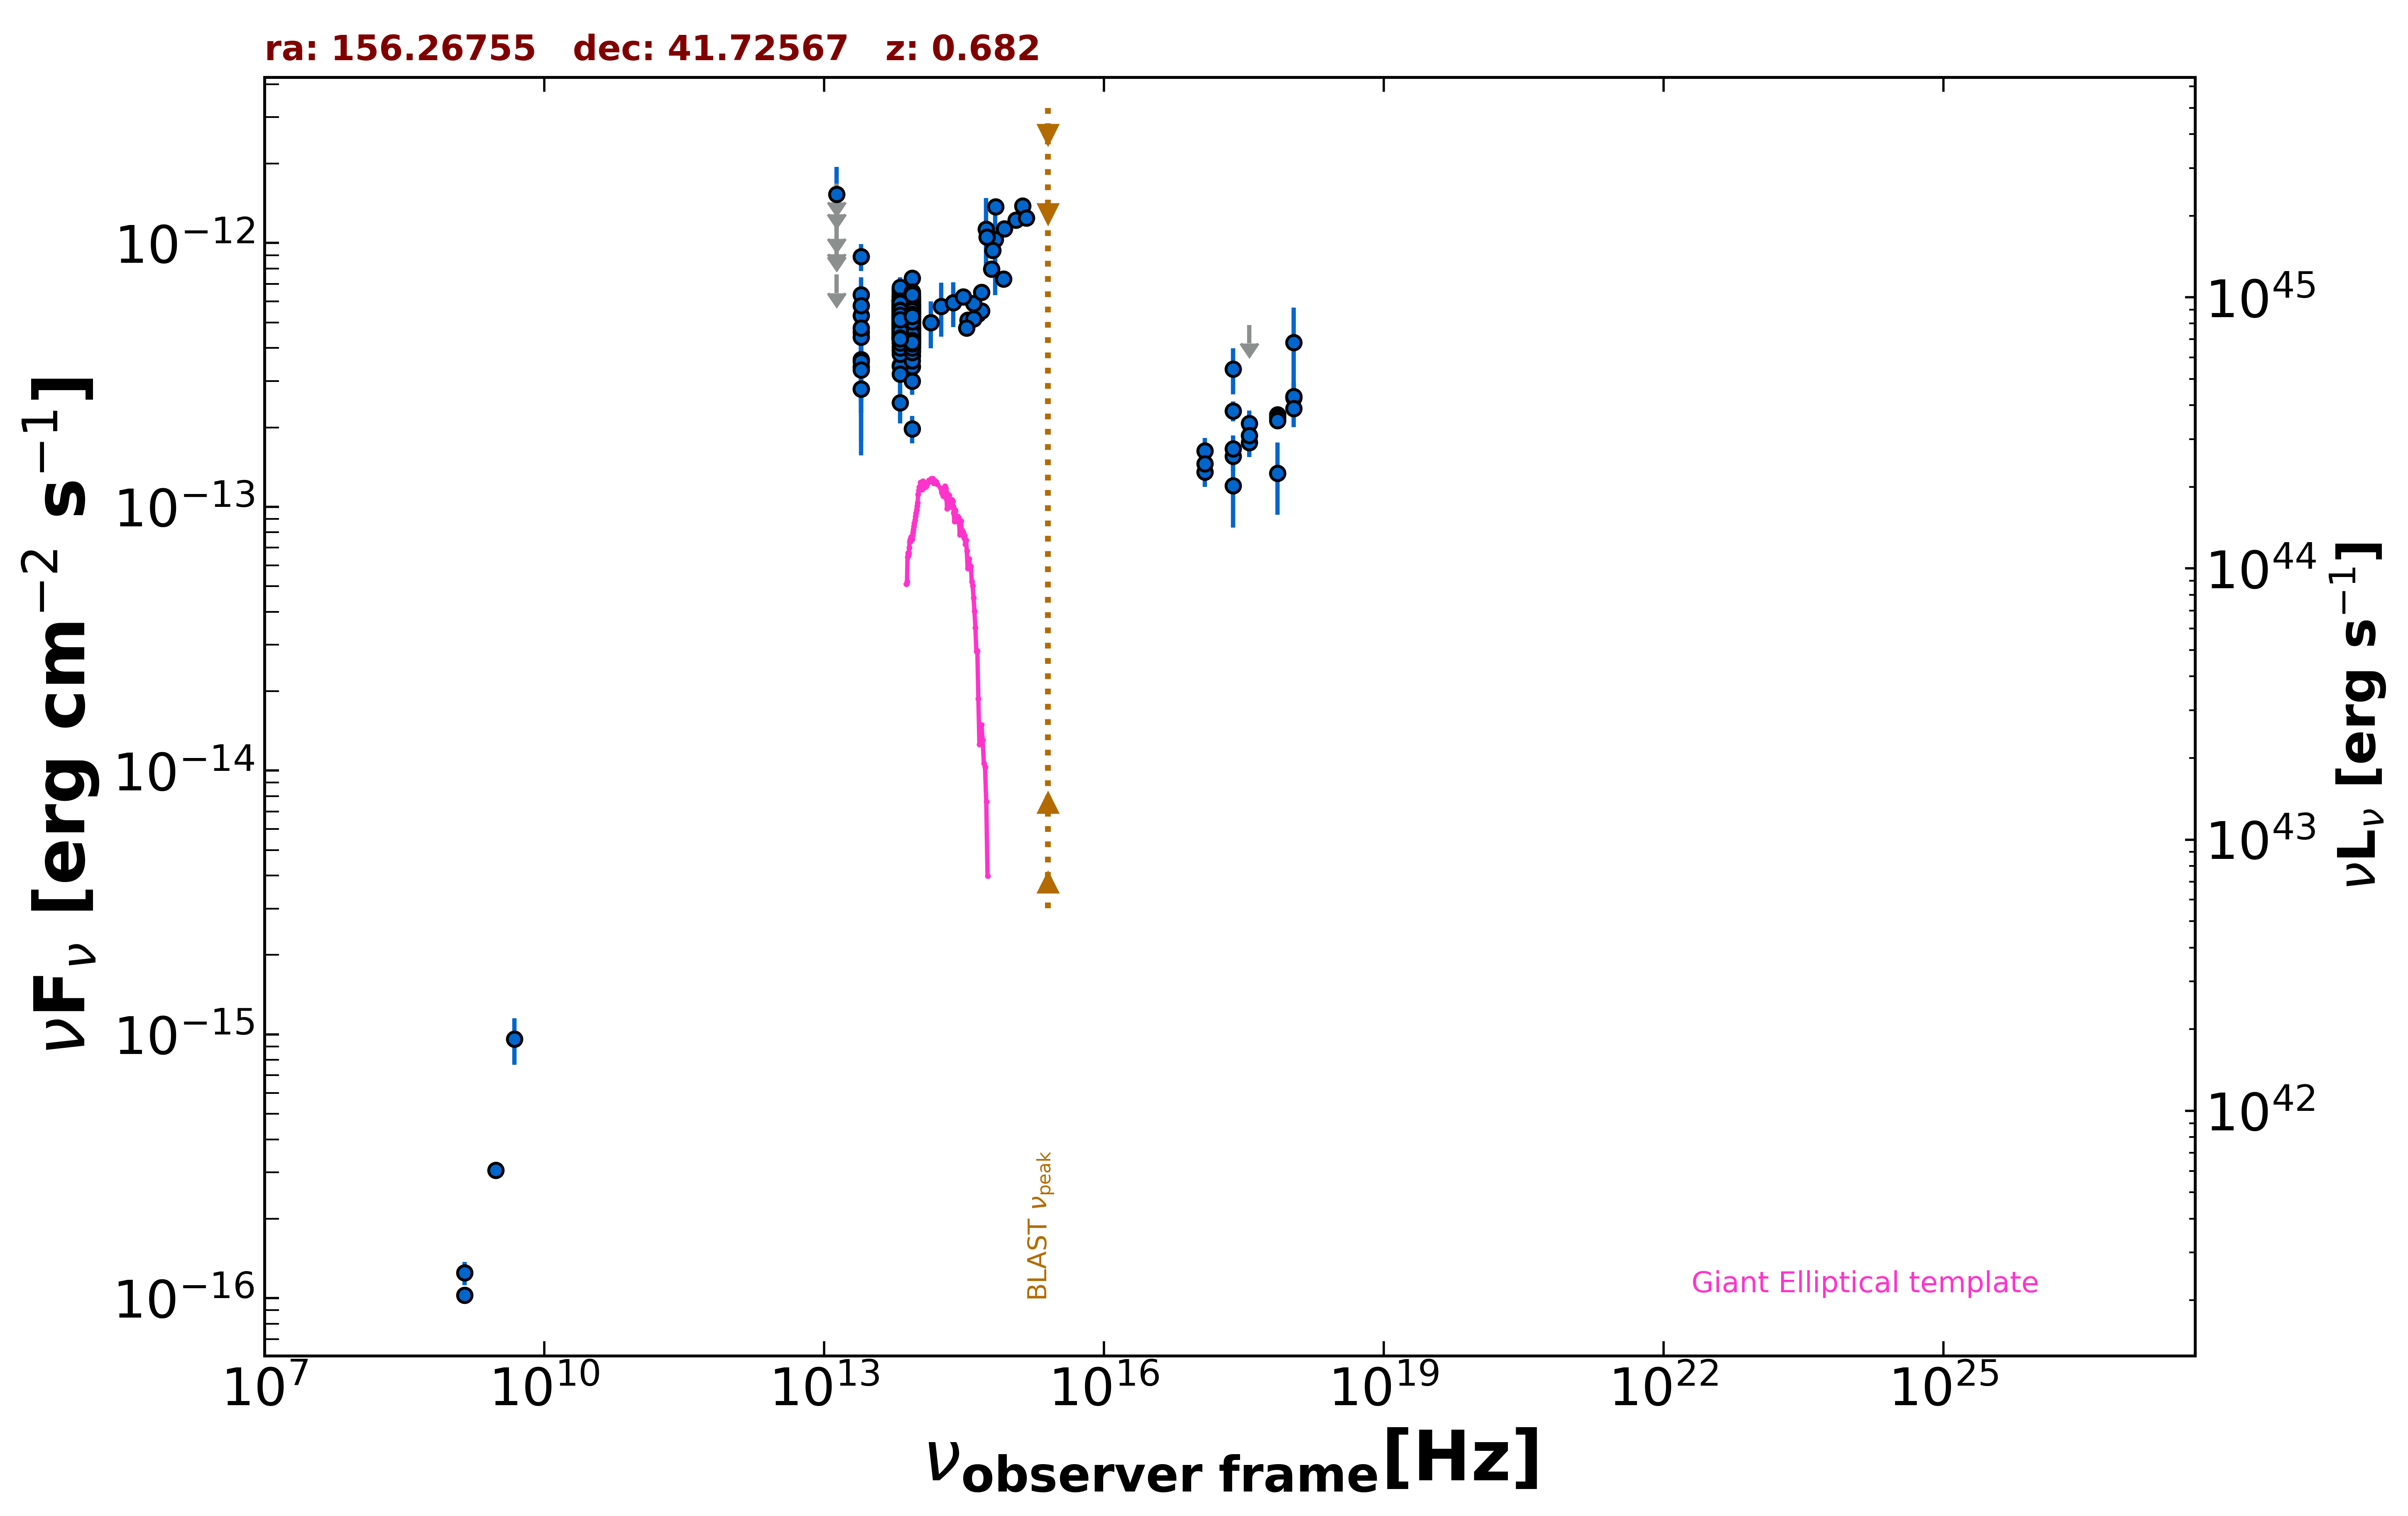 ra: 156.26755 dec: 41.72567 z: 0.682
νF_ν [erg cm^−2 s^−1]
10^−12
10^−13
10^−14
10^−15
10^−16
10^45
10^44
10^43
10^42
νL_ν [erg s^−1]
BLAST ν_peak
Giant Elliptical template
10^7 10^10 10^13 10^16 10^19 10^22 10^25
ν_observer frame [Hz]